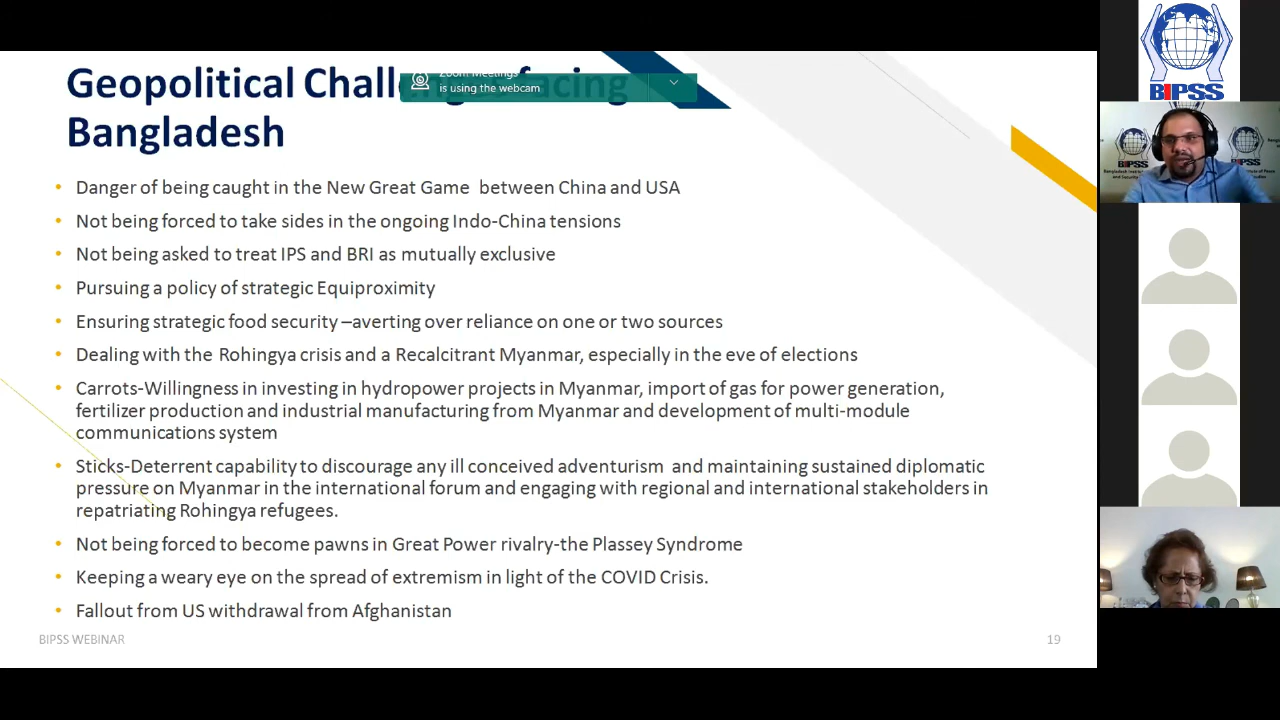 Geopolitical Challenges facing
Bangladesh
Zoom Meetings
is using the webcam
• Danger of being caught in the New Great Game between China and USA
• Not being forced to take sides in the ongoing Indo-China tensions
• Not being asked to treat IPS and BRI as mutually exclusive
• Pursuing a policy of strategic Equiproximity
• Ensuring strategic food security –averting over reliance on one or two sources
• Dealing with the Rohingya crisis and a Recalcitrant Myanmar, especially in the eve of elections
• Carrots-Willingness in investing in hydropower projects in Myanmar, import of gas for power generation,
fertilizer production and industrial manufacturing from Myanmar and development of multi-module
communications system
• Sticks-Deterrent capability to discourage any ill conceived adventurism and maintaining sustained diplomatic
pressure on Myanmar in the international forum and engaging with regional and international stakeholders in
repatriating Rohingya refugees.
• Not being forced to become pawns in Great Power rivalry-the Plassey Syndrome
• Keeping a weary eye on the spread of extremism in light of the COVID Crisis.
• Fallout from US withdrawal from Afghanistan
BIPSS WEBINAR
19
BIPSS
BIPSS
BIPSS